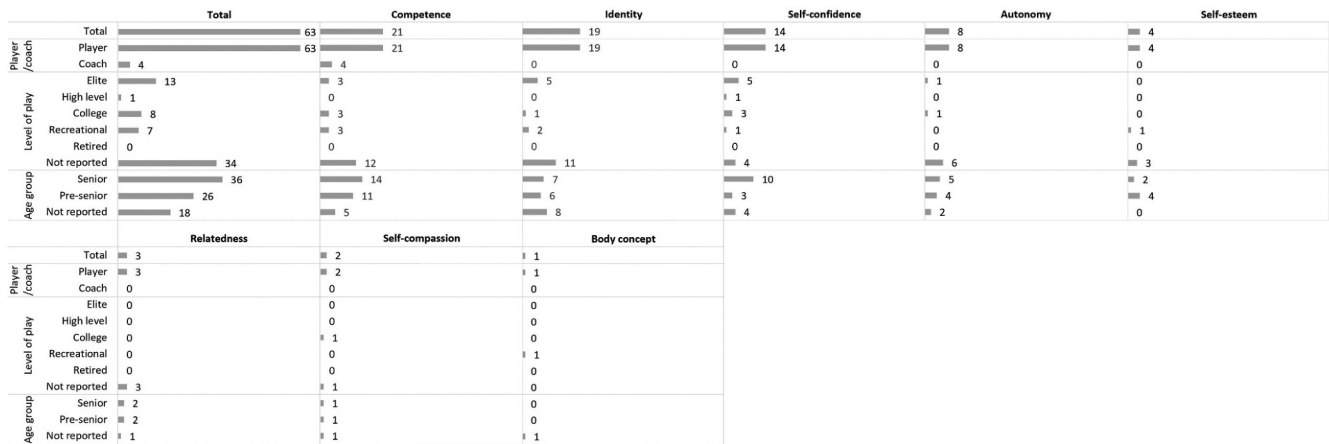 Total Competence Identity Self-confidence Autonomy Self-esteem
Total 63 21 19 14 8 4
Player /coach
Player 63 21 19 14 8 4
Coach 4 4 0 0 0 0
Level of play
Elite 13 3 5 5 1 0
High level 1 0 0 1 0 0
College 8 3 1 3 1 0
Recreational 7 3 2 1 0 1
Retired 0 0 0 0 0 0
Not reported 34 12 11 4 6 3
Age group
Senior 36 14 7 10 5 2
Pre-senior 26 11 6 3 4 4
Not reported 18 5 8 4 2 0
Relatedness Self-compassion Body concept
Total 3 2 1
Player /coach
Player 3 2 1
Coach 0 0 0
Level of play
Elite 0 0 0
High level 0 0 0
College 0 1 0
Recreational 0 0 1
Retired 0 0 0
Not reported 3 1 0
Age group
Senior 2 1 0
Pre-senior 2 1 0
Not reported 1 1 1